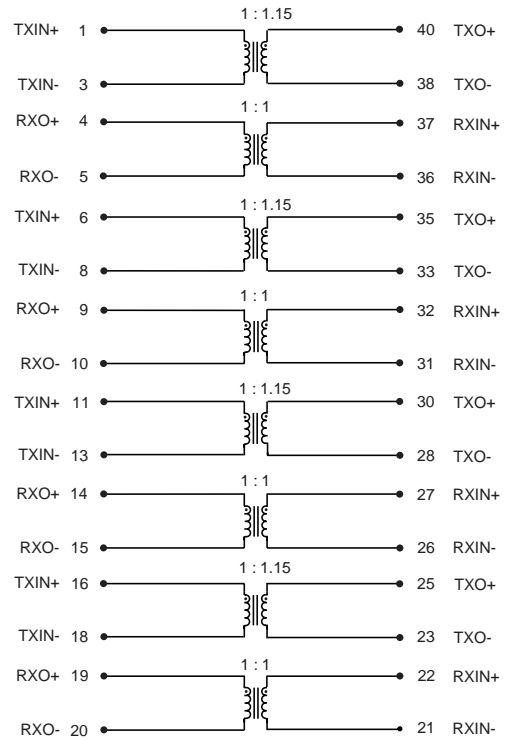 1 : 1.15
TXIN+ 1 40 TXO+
TXIN- 3 38 TXO-
1 : 1
RXO+ 4 37 RXIN+
RXO- 5 36 RXIN-
1 : 1.15
TXIN+ 6 35 TXO+
TXIN- 8 33 TXO-
1 : 1
RXO+ 9 32 RXIN+
RXO- 10 31 RXIN-
1 : 1.15
TXIN+ 11 30 TXO+
TXIN- 13 28 TXO-
1 : 1
RXO+ 14 27 RXIN+
RXO- 15 26 RXIN-
1 : 1.15
TXIN+ 16 25 TXO+
TXIN- 18 23 TXO-
1 : 1
RXO+ 19 22 RXIN+
RXO- 20 21 RXIN-